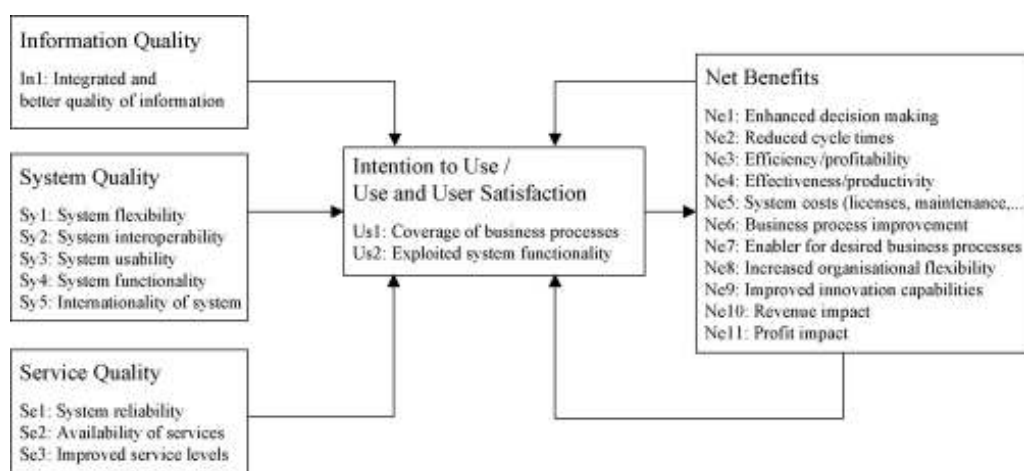 Information Quality
In1: Integrated and
better quality of information
System Quality
Sy1: System flexibility
Sy2: System interoperability
Sy3: System usability
Sy4: System functionality
Sy5: Internationality of system
Service Quality
Se1: System reliability
Se2: Availability of services
Se3: Improved service levels
Intention to Use /
Use and User Satisfaction
Us1: Coverage of business processes
Us2: Exploited system functionality
Net Benefits
Ne1: Enhanced decision making
Ne2: Reduced cycle times
Ne3: Efficiency/profitability
Ne4: Effectiveness/productivity
Ne5: System costs (licenses, maintenance,...
Ne6: Business process improvement
Ne7: Enabler for desired business processes
Ne8: Increased organisational flexibility
Ne9: Improved innovation capabilities
Ne10: Revenue impact
Ne11: Profit impact